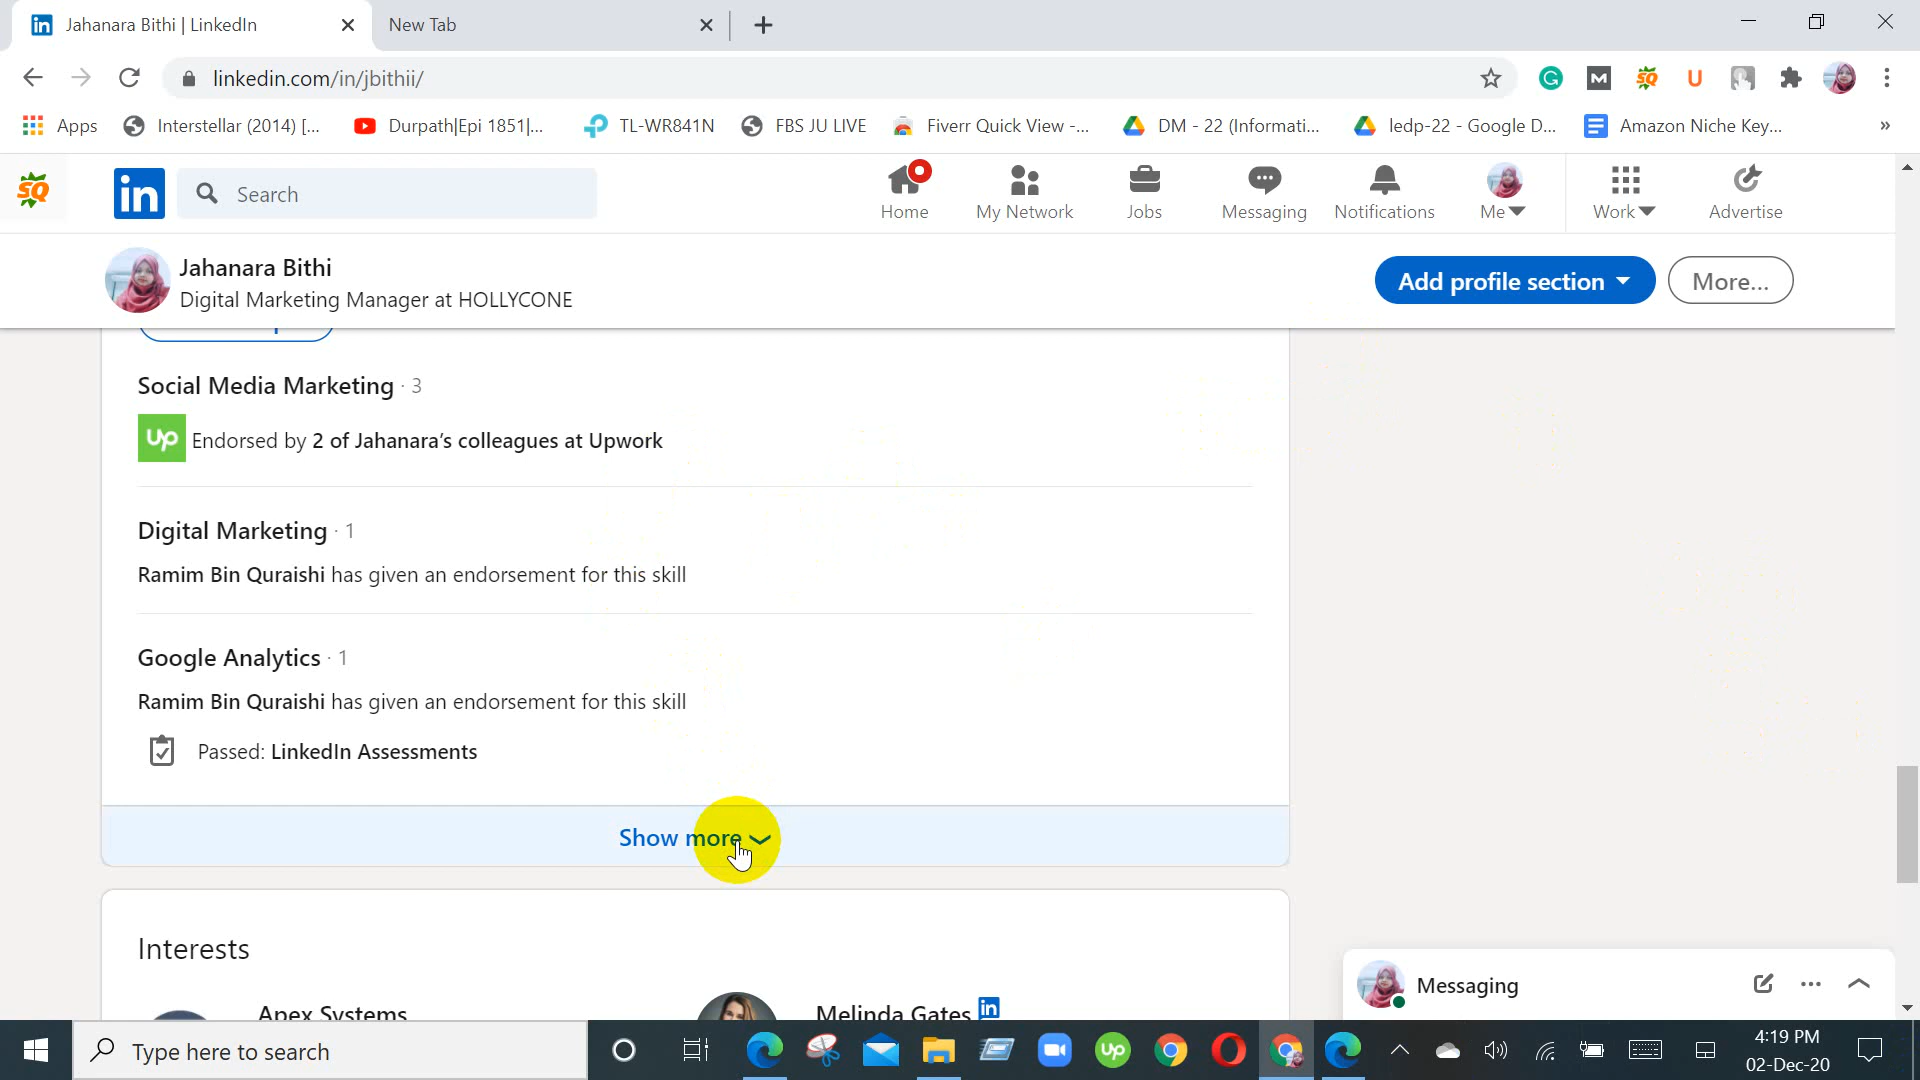 Jahanara Bithi | LinkedIn
New Tab
linkedin.com/in/jbithii/
Apps
Interstellar (2014) [...
Durpath|Epi 1851|...
TL-WR841N
FBS JU LIVE
Fiverr Quick View -...
DM - 22 (Informati...
ledp-22 - Google D...
Amazon Niche Key...
»
SQ
in
Search
Home
My Network
Jobs
Messaging
Notifications
Me
Work
Advertise
Jahanara Bithi
Digital Marketing Manager at HOLLYCONE
Add profile section
More...
Social Media Marketing · 3
Up
Endorsed by 2 of Jahanara's colleagues at Upwork
Digital Marketing · 1
Ramim Bin Quraishi has given an endorsement for this skill
Google Analytics · 1
Ramim Bin Quraishi has given an endorsement for this skill
Passed: LinkedIn Assessments
Show more
Interests
Apex Systems
Melinda Gates in
Messaging
Type here to search
Up
4:19 PM
02-Dec-20